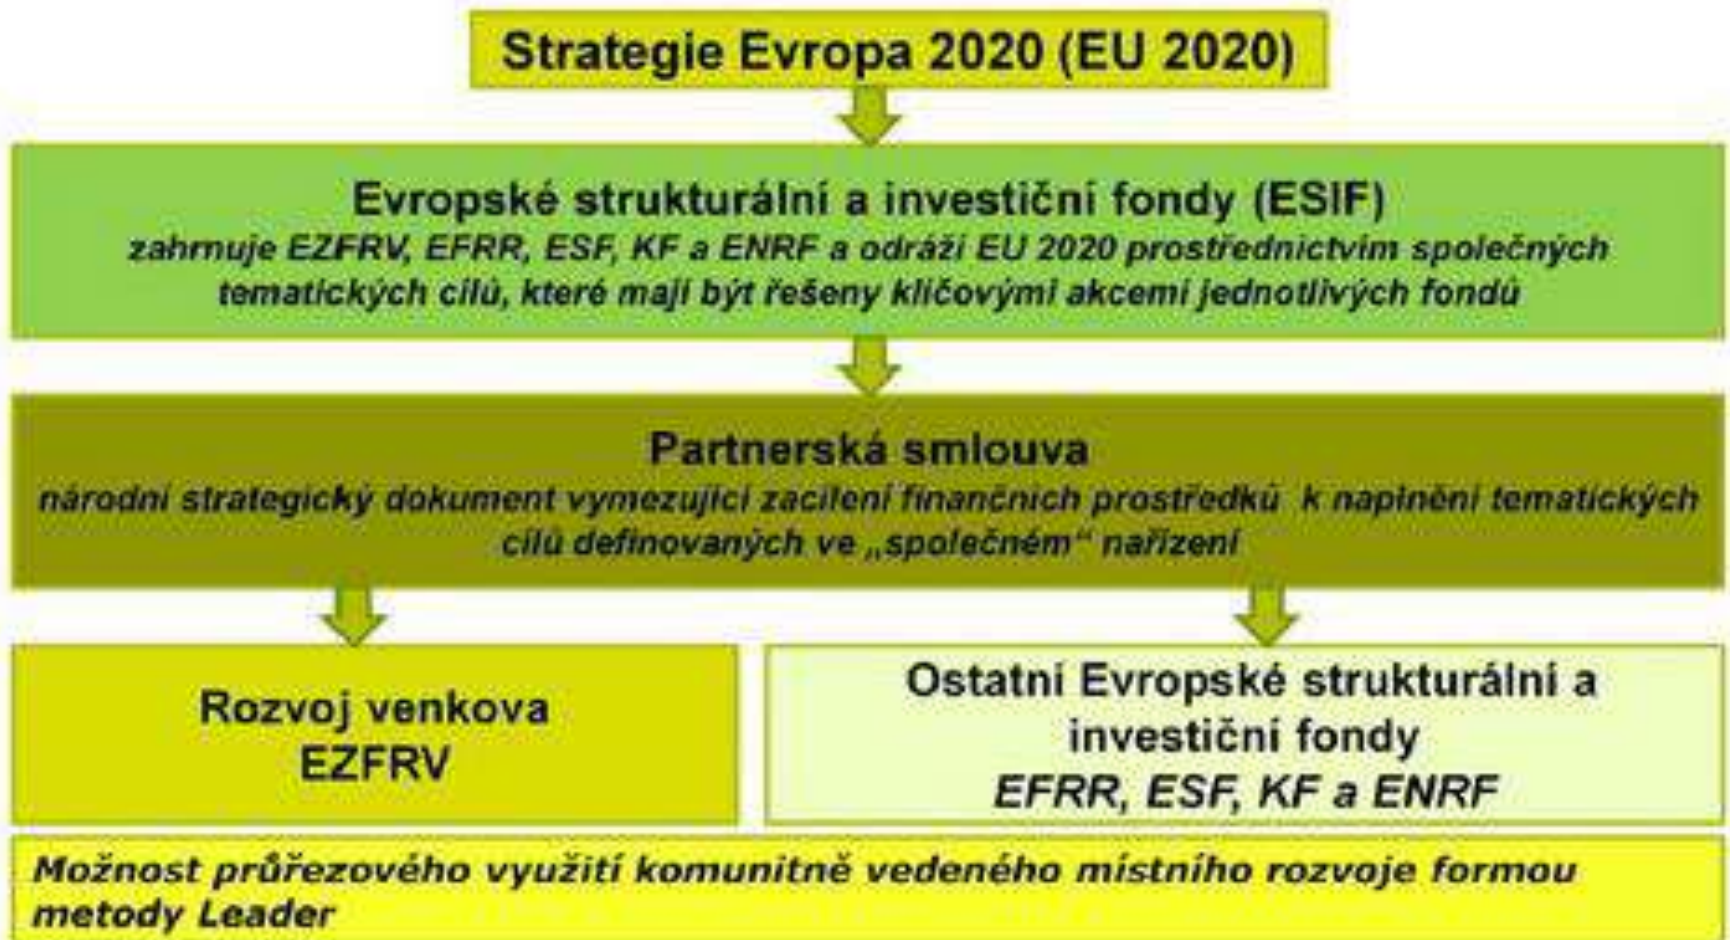 Strategie Evropa 2020 (EU 2020)
Evropské strukturální a investiční fondy (ESIF)
zahrnuje EZFRV, EFRR, ESF, KF a ENRF a odráží EU 2020 prostřednictvím společných
tematických cílů, které mají být řešeny klíčovými akcemi jednotlivých fondů
Partnerská smlouva
národní strategický dokument vymezující zacílení finančních prostředků k naplnění tematických
cílů definovaných ve „společném“ nařízení
Rozvoj venkova
EZFRV
Ostatní Evropské strukturální a
investiční fondy
EFRR, ESF, KF a ENRF
Možnost průřezového využití komunitně vedeného místního rozvoje formou
metody Leader